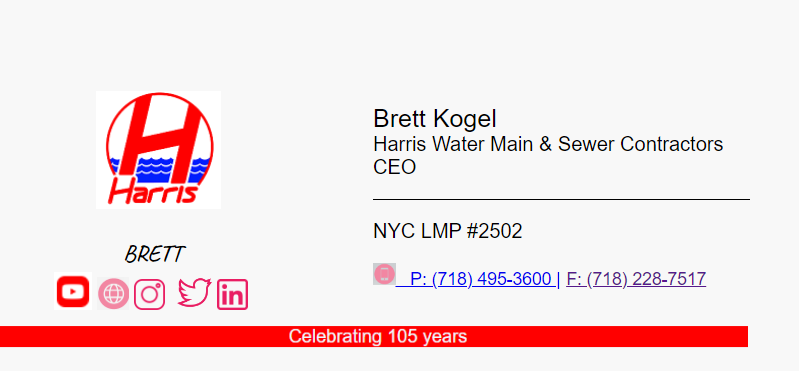 H
Harris
BRETT
Brett Kogel
Harris Water Main & Sewer Contractors
CEO
NYC LMP #2502
P: (718) 495-3600 | F: (718) 228-7517
in
Celebrating 105 years